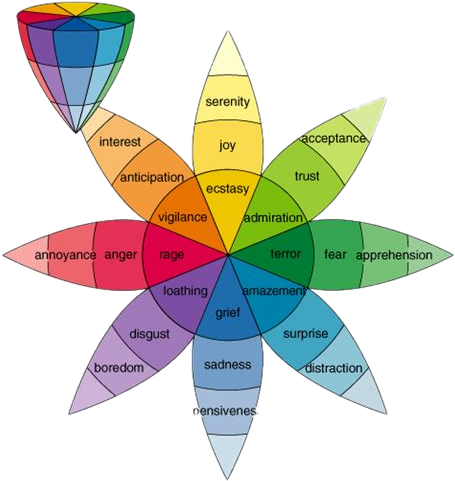 serenity
interest
acceptance
joy
anticipation
trust
ecstasy
vigilance
admiration
annoyance
anger
rage
terror
fear
apprehension
loathing
amazement
grief
disgust
surprise
boredom
sadness
distraction
pensivenes